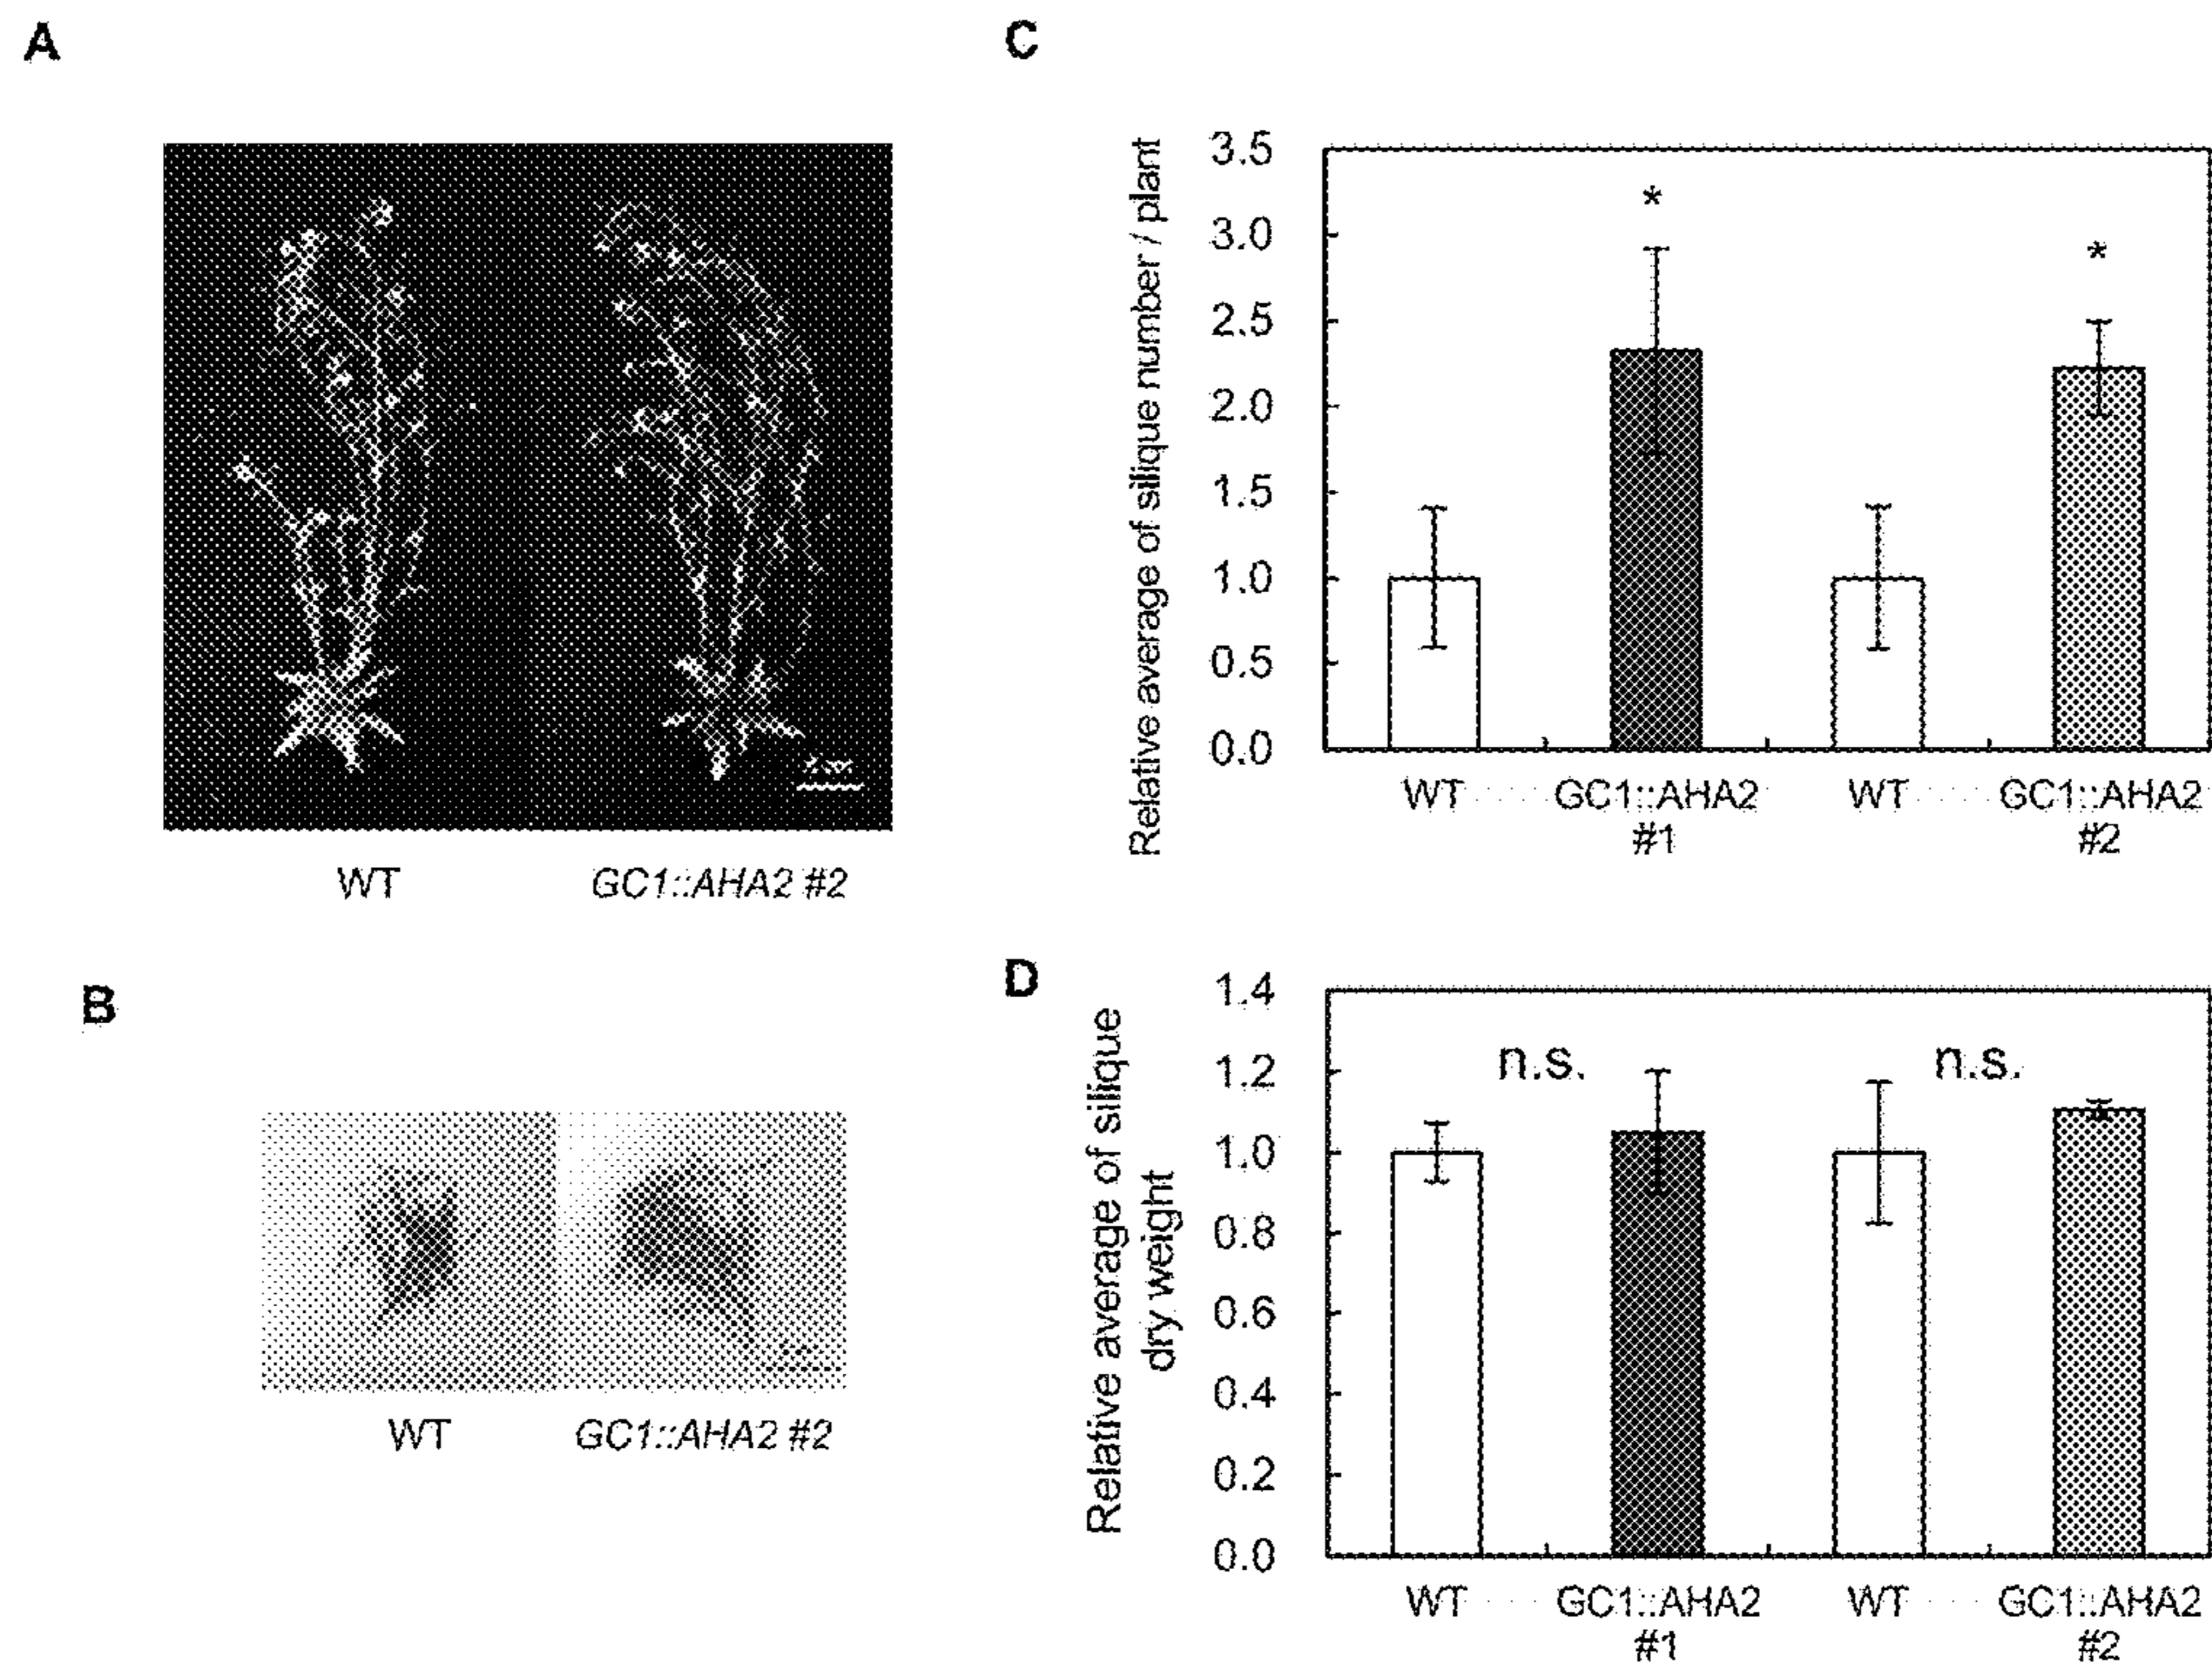 A
WT
GC1::AHA2 #2
B
WT
GC1::AHA2 #2
C
Relative average of silique number / plant
3.5
3.0
2.5
2.0
1.5
1.0
0.5
0.0
*
*
WT
GC1::AHA2
#1
WT
GC1::AHA2
#2
D
Relative average of silique
dry weight
1.4
1.2
1.0
0.8
0.6
0.4
0.2
0.0
n.s.
n.s.
WT
GC1::AHA2
#1
WT
GC1::AHA2
#2